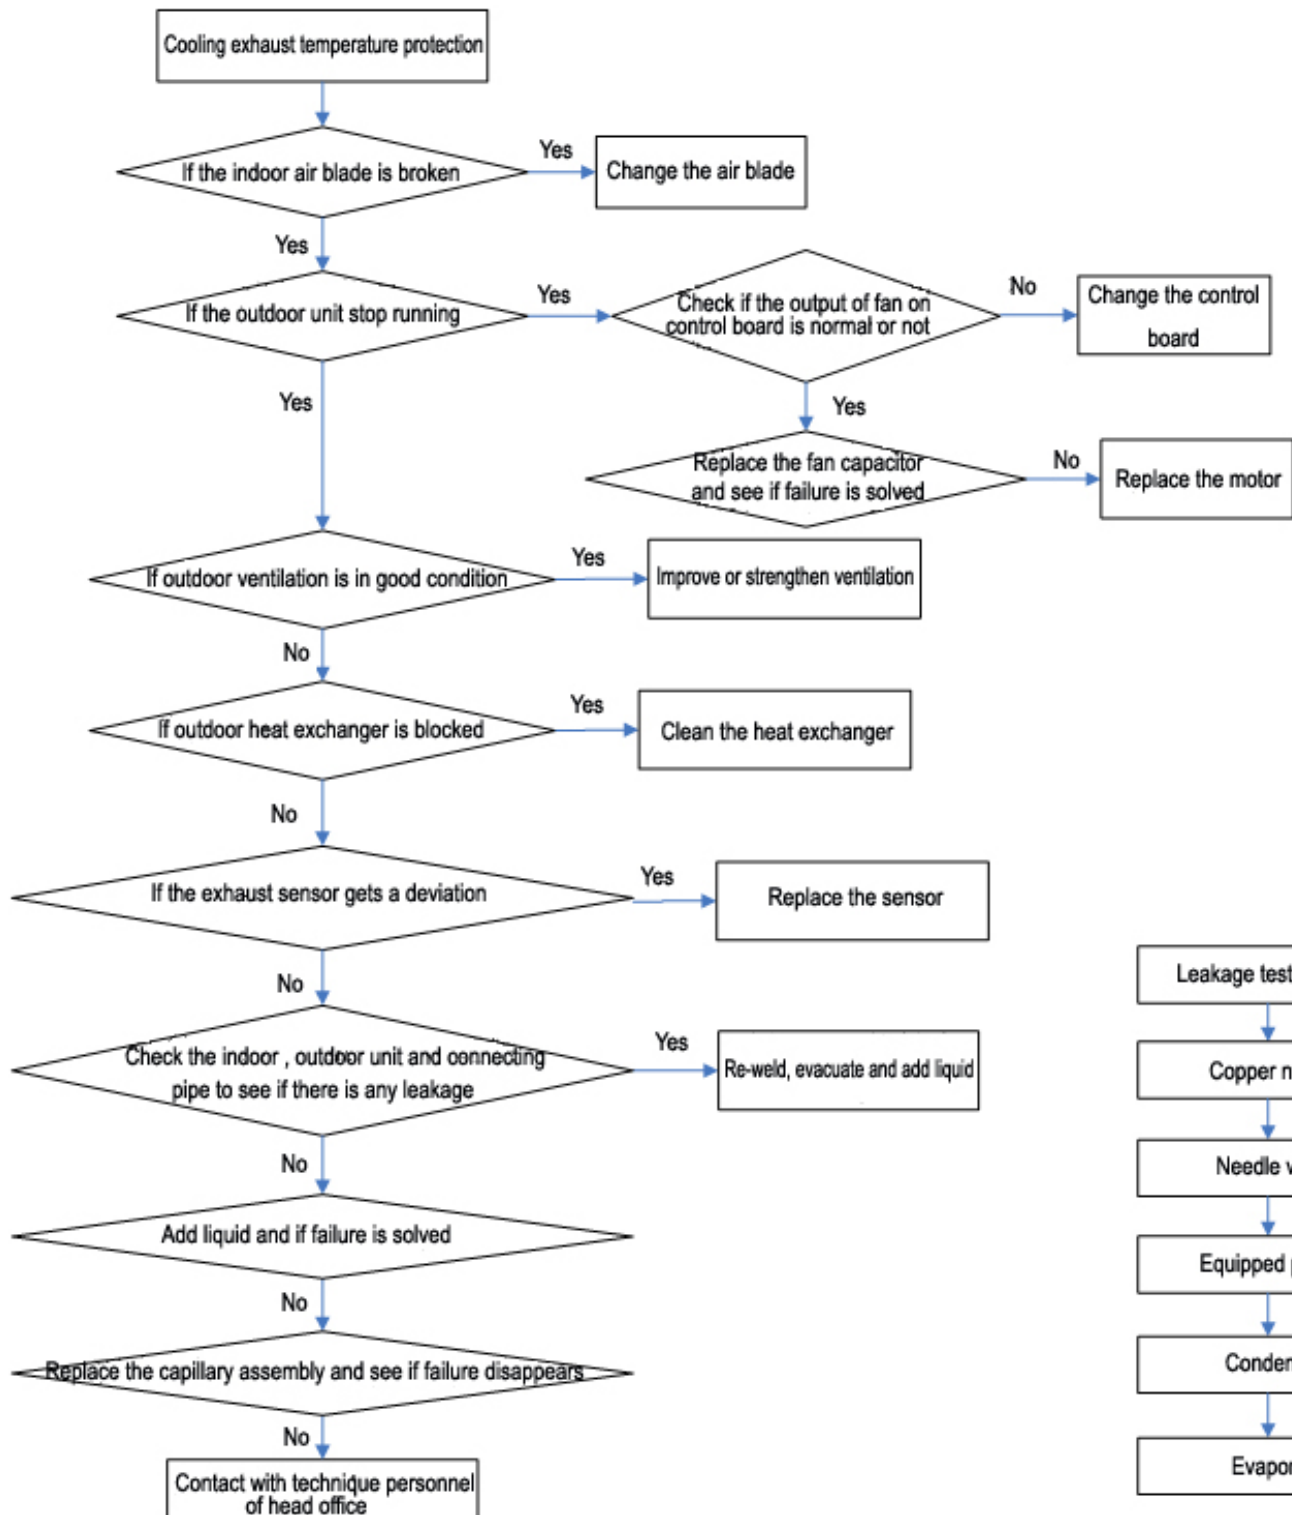 Cooling exhaust temperature protection
If the indoor air blade is broken
Yes
Change the air blade
Yes
If the outdoor unit stop running
Yes
Check if the output of fan on
control board is normal or not
No
Change the control
board
Yes
Yes
Replace the fan capacitor
and see if failure is solved
No
Replace the motor
If outdoor ventilation is in good condition
Yes
Improve or strengthen ventilation
No
If outdoor heat exchanger is blocked
Yes
Clean the heat exchanger
No
If the exhaust sensor gets a deviation
Yes
Replace the sensor
No
Check the indoor , outdoor unit and connecting
pipe to see if there is any leakage
Yes
Re-weld, evacuate and add liquid
No
Add liquid and if failure is solved
No
Replace the capillary assembly and see if failure disappears
No
Contact with technique personnel
of head office
Leakage test
Copper
Needle
Equipped